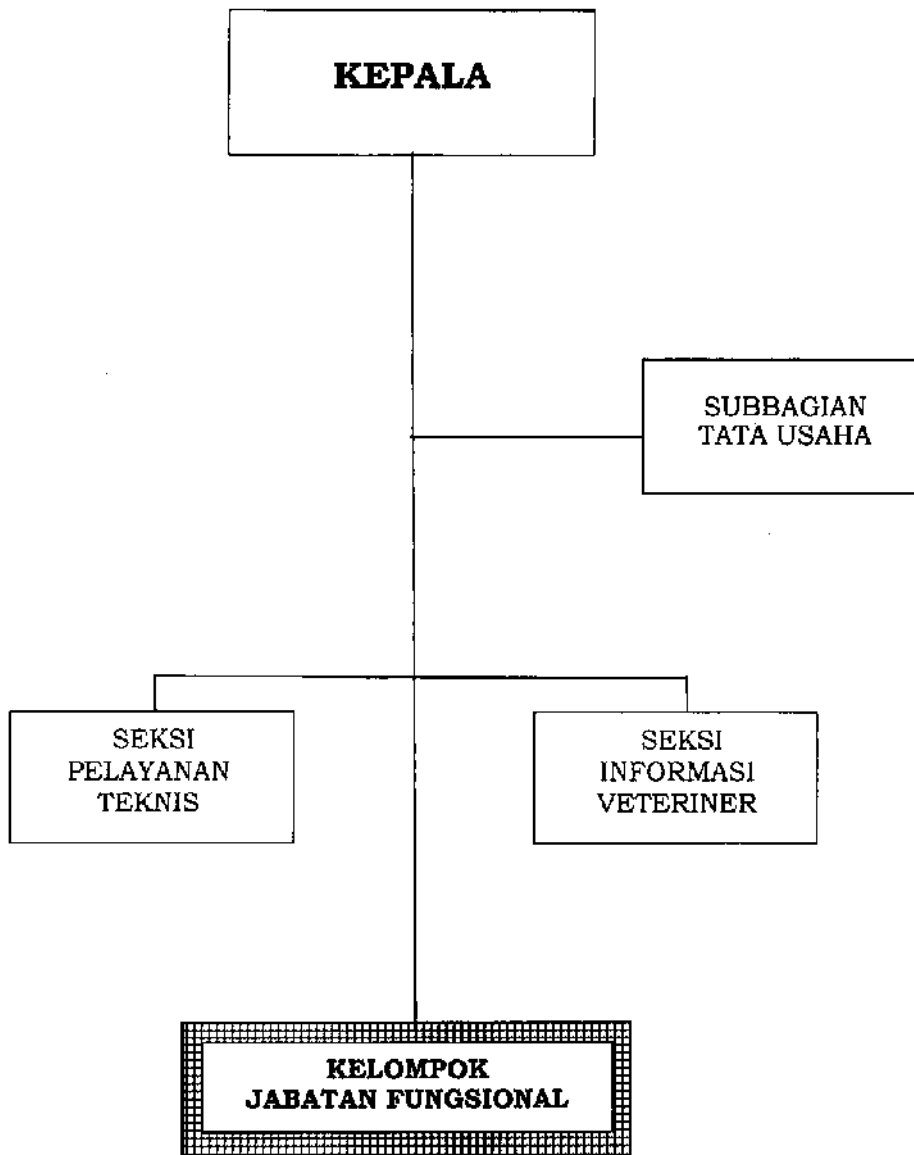 KEPALA
SUBBAGIAN
TATA USAHA
SEKSI
PELAYANAN
TEKNIS
SEKSI
INFORMASI
VETERINER
KELOMPOK
JABATAN FUNGSIONAL